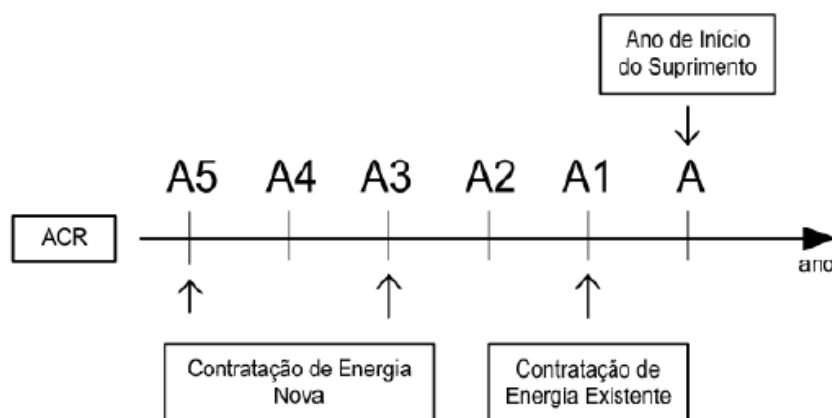 Ano de Início
do Suprimento
A5 A4 A3 A2 A1 A
ACR
ano
Contratação de Energia
Nova
Contratação de
Energia Existente